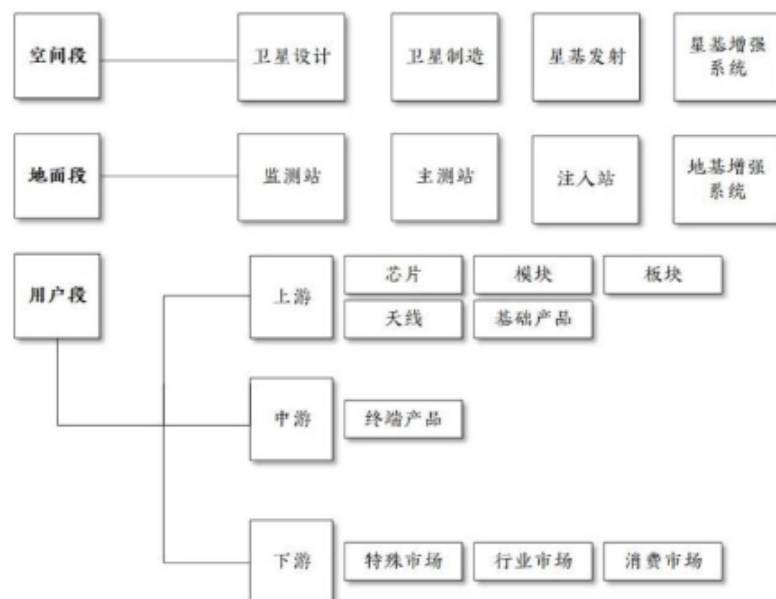 空间段
卫星设计
卫星制造
星基发射
星基增强
系统
地面段
监测站
主测站
注入站
地基增强
系统
用户段
上游
芯片
模块
板块
天线
基础产品
中游
终端产品
下游
特殊市场
行业市场
消费市场